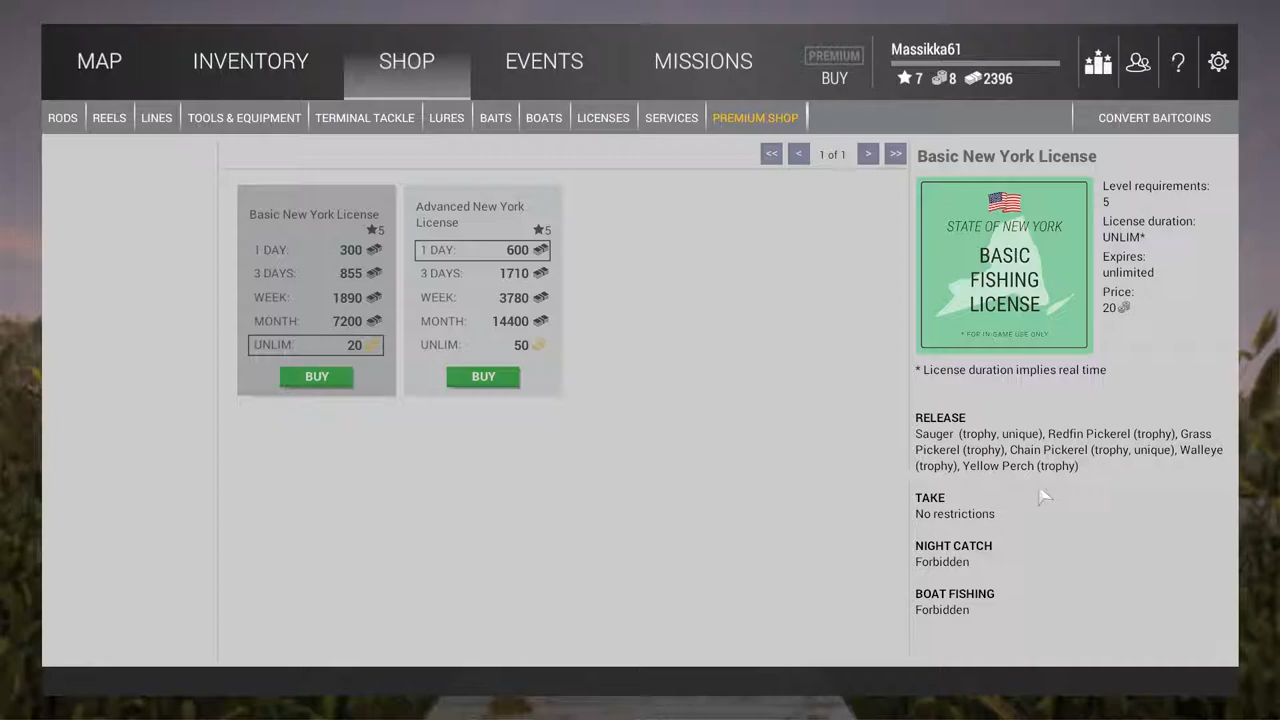 MAP INVENTORY SHOP EVENTS MISSIONS
PREMIUM
BUY
Massikka61
7 8 2396
?
RODS REELS LINES TOOLS & EQUIPMENT TERMINAL TACKLE LURES BAITS BOATS LICENSES SERVICES PREMIUM SHOP CONVERT BAITCOINS
<< < 1 of 1 > >>
Basic New York License
5
1 DAY: 300
3 DAYS: 855
WEEK: 1890
MONTH: 7200
UNLIM: 20
BUY
Advanced New York
License
5
1 DAY: 600
3 DAYS: 1710
WEEK: 3780
MONTH: 14400
UNLIM: 50
BUY
Basic New York License
STATE OF NEW YORK
BASIC
FISHING
LICENSE
* FOR IN-GAME USE ONLY
Level requirements:
5
License duration:
UNLIM*
Expires:
unlimited
Price:
20
* License duration implies real time
RELEASE
Sauger (trophy, unique), Redfin Pickerel (trophy), Grass
Pickerel (trophy), Chain Pickerel (trophy, unique), Walleye
(trophy), Yellow Perch (trophy)
TAKE
No restrictions
NIGHT CATCH
Forbidden
BOAT FISHING
Forbidden